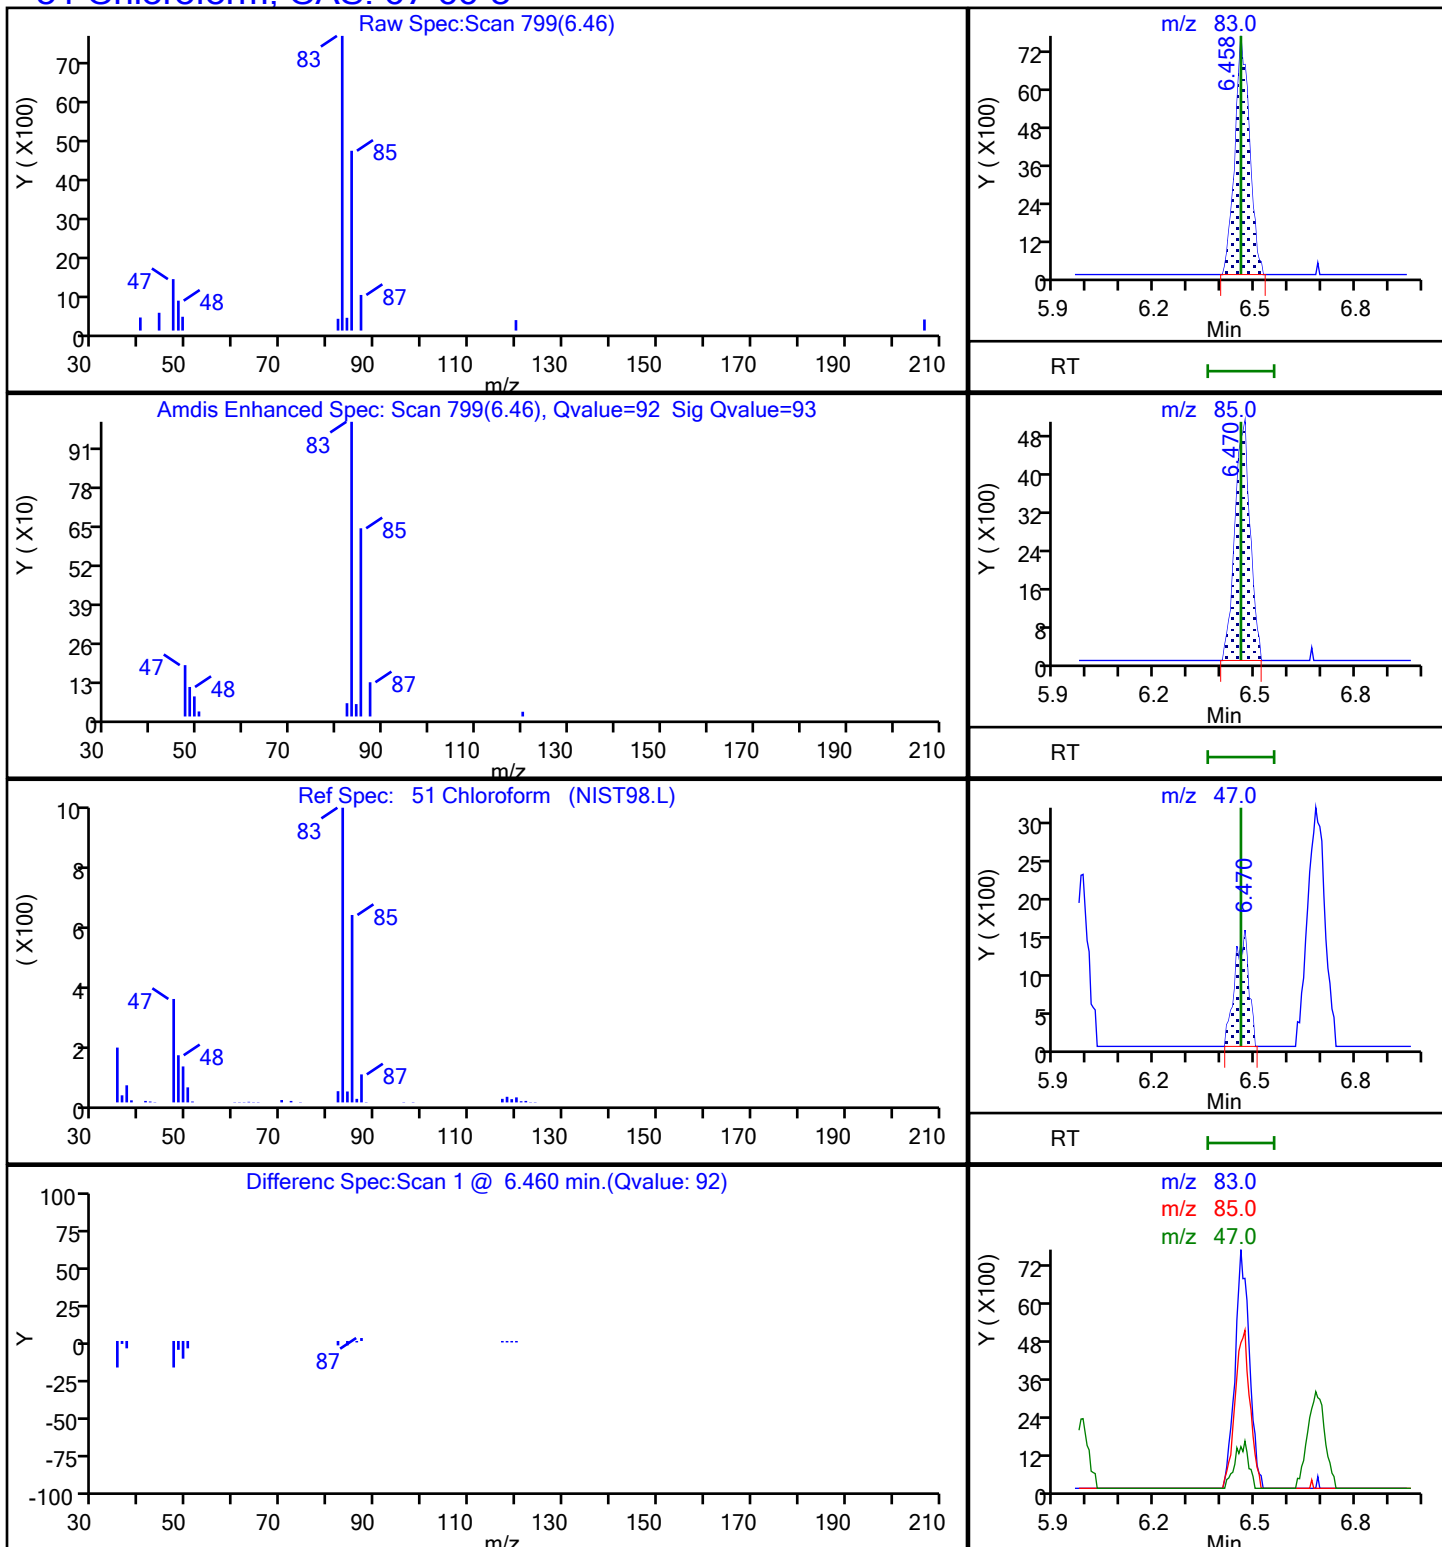 Raw Spec:Scan 799(6.46)
83
85
47
48
87
Y ( X100)
70
60
50
40
30
20
10
0
30 50 70 90 110 130 150 170 190 210
m/z
m/z 83.0
6.458
Y ( X100)
72
60
48
36
24
12
0
5.9 6.2 6.5 6.8
Min
RT
Amdis Enhanced Spec: Scan 799(6.46), Qvalue=92 Sig Qvalue=93
83
85
47
48
87
Y ( X10)
91
78
65
52
39
26
13
0
30 50 70 90 110 130 150 170 190 210
m/z
m/z 85.0
6.470
Y ( X100)
48
40
32
24
16
8
0
5.9 6.2 6.5 6.8
Min
RT
Ref Spec: 51 Chloroform (NIST98.L)
83
85
47
48
87
( X100)
10
8
6
4
2
0
30 50 70 90 110 130 150 170 190 210
m/z 47.0
6.470
Y ( X100)
30
25
20
15
10
5
0
5.9 6.2 6.5 6.8
Min
RT
Differenc Spec:Scan 1 @ 6.460 min.(Qvalue: 92)
87
Y
100
75
50
25
0
-25
-50
-75
-100
30 50 70 90 110 130 150 170 190 210
m/z
m/z 83.0
m/z 85.0
m/z 47.0
Y ( X100)
72
60
48
36
24
12
0
5.9 6.2 6.5 6.8
Min